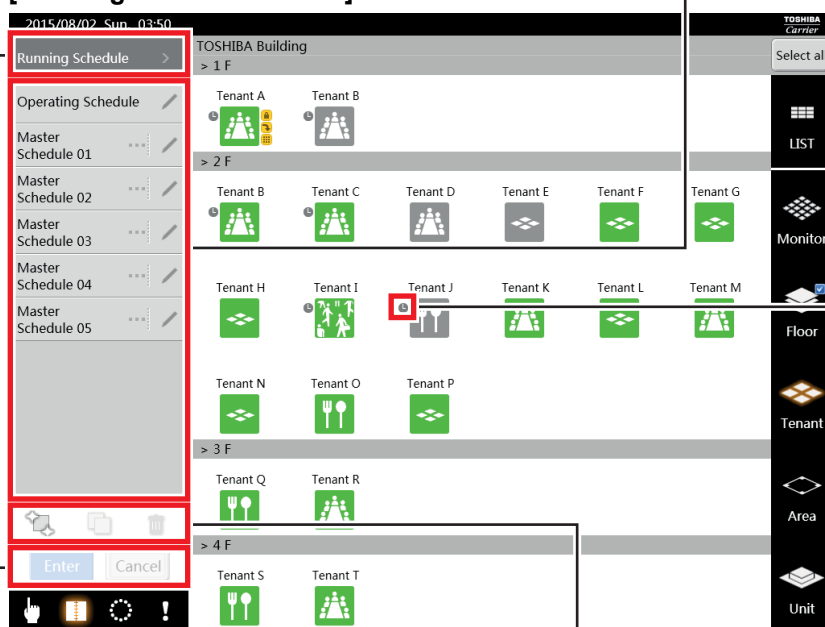 2015/08/02 Sun 03:50
TOSHIBA
Carrier
Running Schedule >
TOSHIBA Building
Select al
> 1 F
Operating Schedule
Tenant A Tenant B
Master
Schedule 01
LIST
> 2 F
Master
Schedule 02
Tenant B Tenant C Tenant D Tenant E Tenant F Tenant G
Master
Schedule 03
Monitor
Master
Schedule 04
Tenant H Tenant I Tenant J Tenant K Tenant L Tenant M
Master
Schedule 05
Floor
Tenant N Tenant O Tenant P
Tenant
> 3 F
Tenant Q Tenant R
Area
> 4 F
Enter Cancel
Tenant S Tenant T
Unit